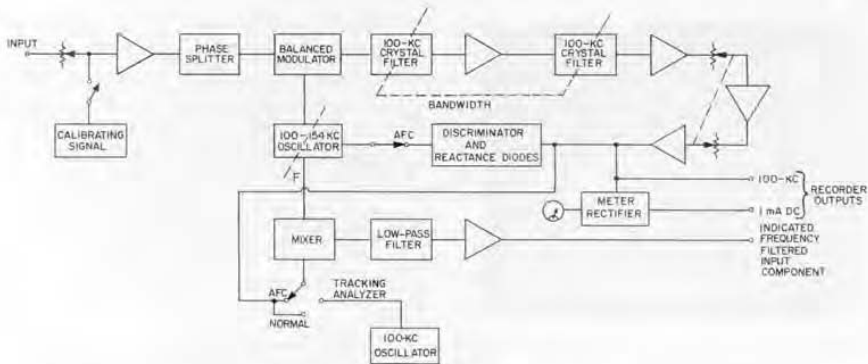 INPUT
PHASE
SPLITTER
BALANCED
MODULATOR
100-KC
CRYSTAL
FILTER
100-KC
CRYSTAL
FILTER
BANDWIDTH
CALIBRATING
SIGNAL
100-154 KC
OSCILLATOR
AFC
DISCRIMINATOR
AND
REACTANCE DIODES
F
100-KC
1 mA DC
RECORDER
OUTPUTS
METER
RECTIFIER
MIXER
LOW-PASS
FILTER
INDICATED
FREQUENCY
FILTERED
INPUT
COMPONENT
AFC
TRACKING
ANALYZER
NORMAL
100-KC
OSCILLATOR